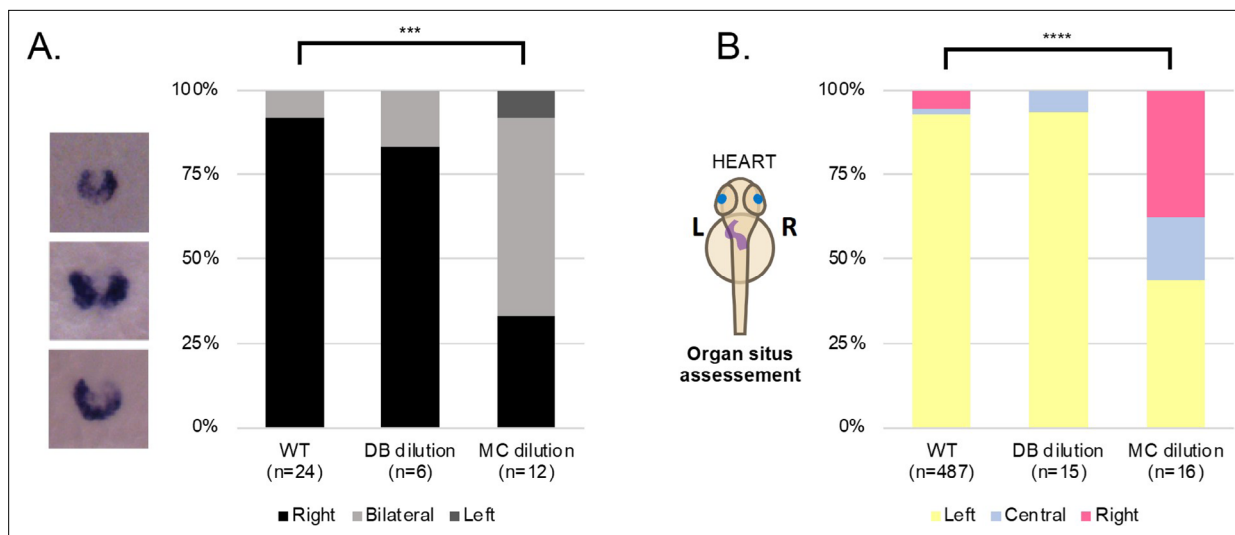 A.
***
100%
75%
50%
25%
0%
WT
(n=24)
DB dilution
(n=6)
MC dilution
(n=12)
Right Bilateral Left
B.
****
HEART
L R
Organ situs
assessement
100%
75%
50%
25%
0%
WT
(n=487)
DB dilution
(n=15)
MC dilution
(n=16)
Left Central Right